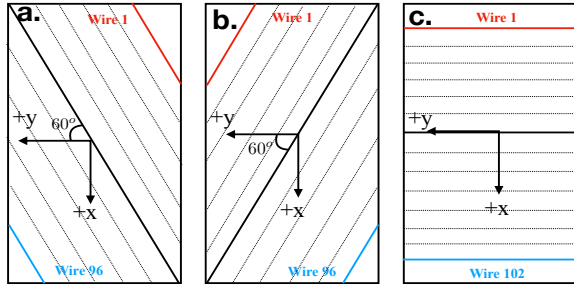 a.
Wire 1
60°
+y
+x
Wire 96
b.
Wire 1
+y
60°
+x
Wire 96
c.
Wire 1
+y
+x
Wire 102